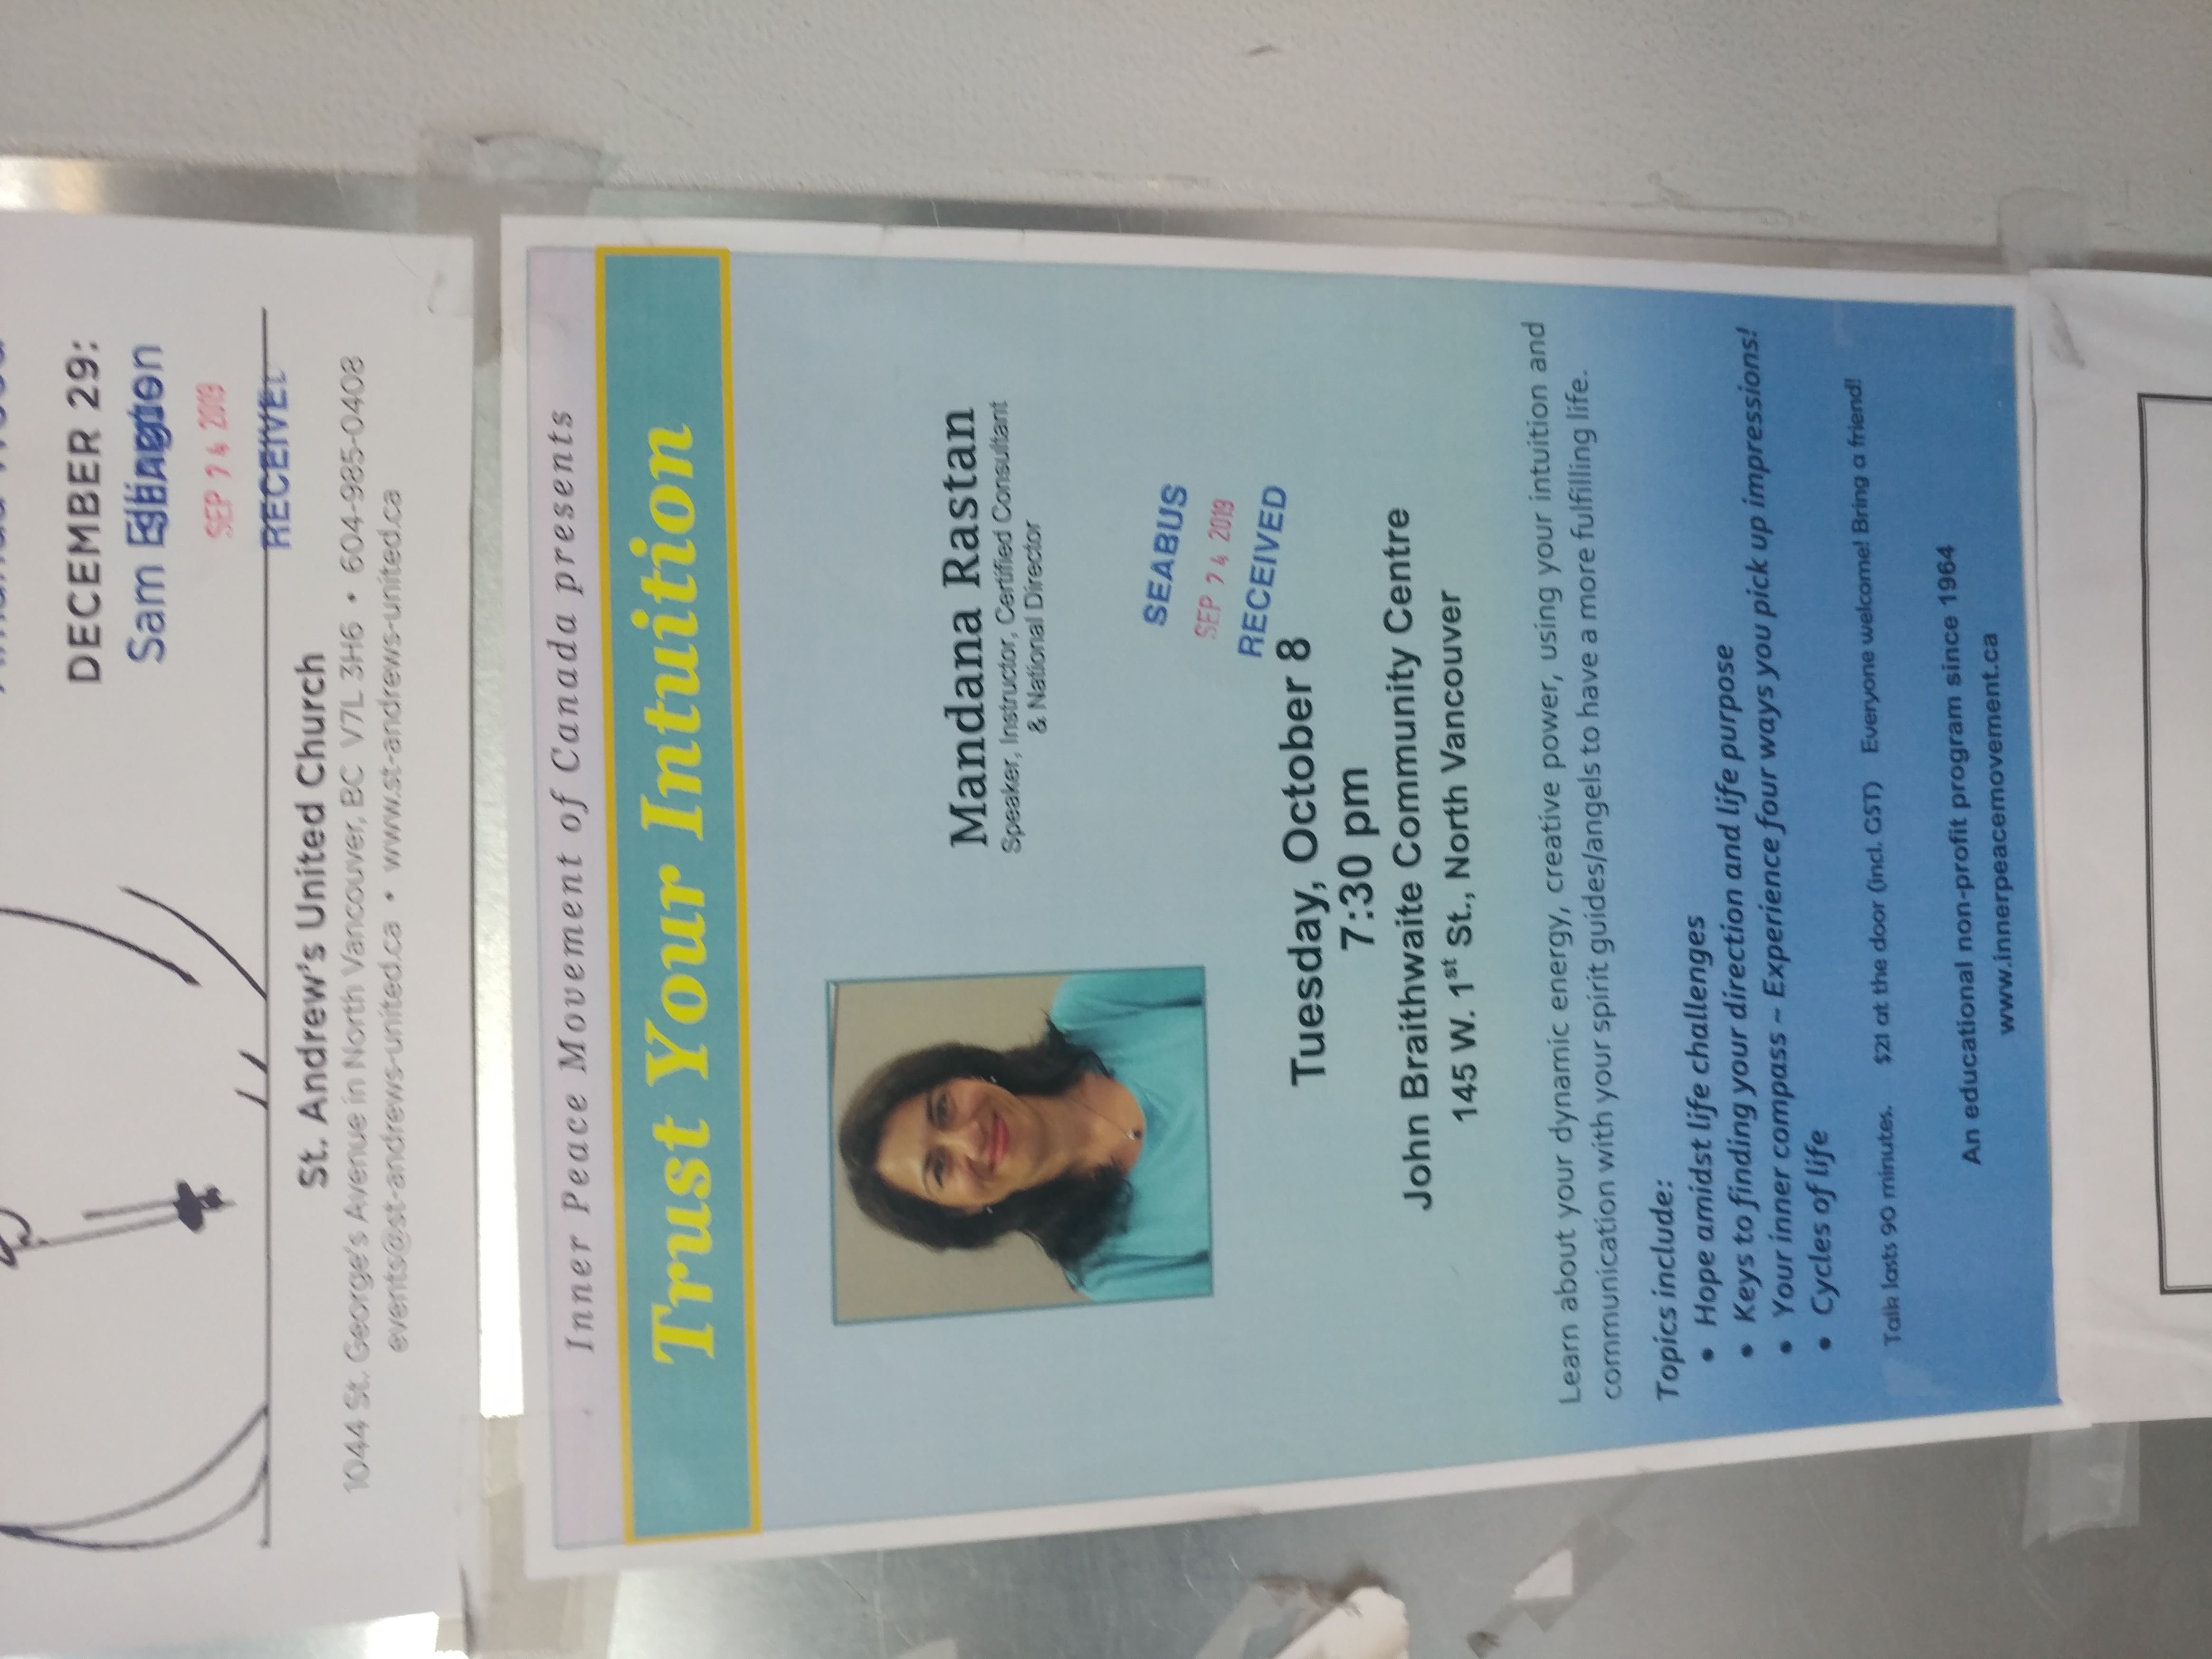 DECEMBER 29:
Sam Ellington
SEABUS
SEP 24 2019
RECEIVED
St. Andrew's United Church
1044 St. George's Avenue in North Vancouver, BC V7L 3H6 • 604-985-0408
events@st-andrews-united.ca • www.st-andrews-united.ca
Inner Peace Movement of Canada presents
Trust Your Intuition
Mandana Rastan
Speaker, Instructor, Certified Consultant
& National Director
SEABUS
SEP 24 2019
RECEIVED
Tuesday, October 8
7:30 pm
John Braithwaite Community Centre
145 W. 1st St., North Vancouver
Learn about your dynamic energy, creative power, using your intuition and
communication with your spirit guides/angels to have a more fulfilling life.
Topics include:
• Hope amidst life challenges
• Keys to finding your direction and life purpose
• Your inner compass ~ Experience four ways you pick up impressions!
• Cycles of life
Talk lasts 90 minutes. $21 at the door (incl. GST) Everyone welcome! Bring a friend!
An educational non-profit program since 1964
www.innerpeacemovement.ca